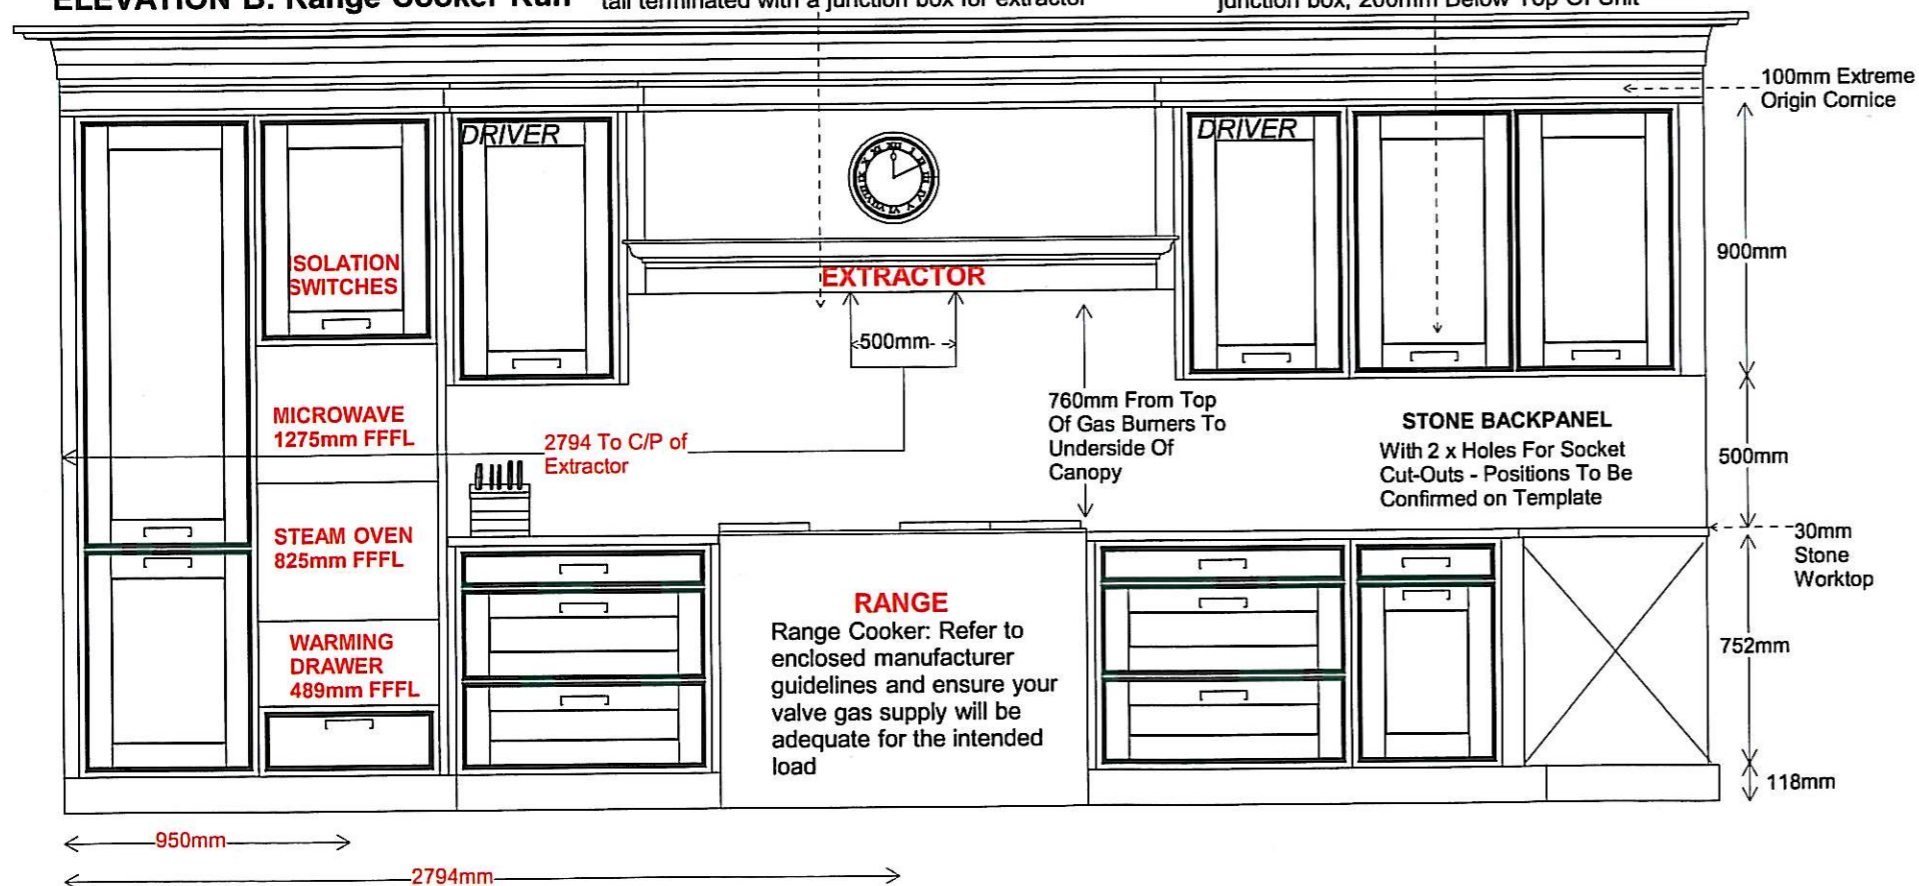 ELEVATION B: Range Cooker Run
tail terminated with a junction box for extractor
junction box, 200mm Below Top Of Unit
100mm Extreme
Origin Cornice
DRIVER
DRIVER
ISOLATION
SWITCHES
EXTRACTOR
900mm
500mm
MICROWAVE
1275mm FFFL
2794 To C/P of
Extractor
760mm From Top
Of Gas Burners To
Underside Of
Canopy
STONE BACKPANEL
With 2 x Holes For Socket
Cut-Outs - Positions To Be
Confirmed on Template
500mm
STEAM OVEN
825mm FFFL
30mm
Stone
Worktop
RANGE
Range Cooker: Refer to
enclosed manufacturer
guidelines and ensure your
valve gas supply will be
adequate for the intended
load
WARMING
DRAWER
489mm FFFL
752mm
118mm
950mm
2794mm